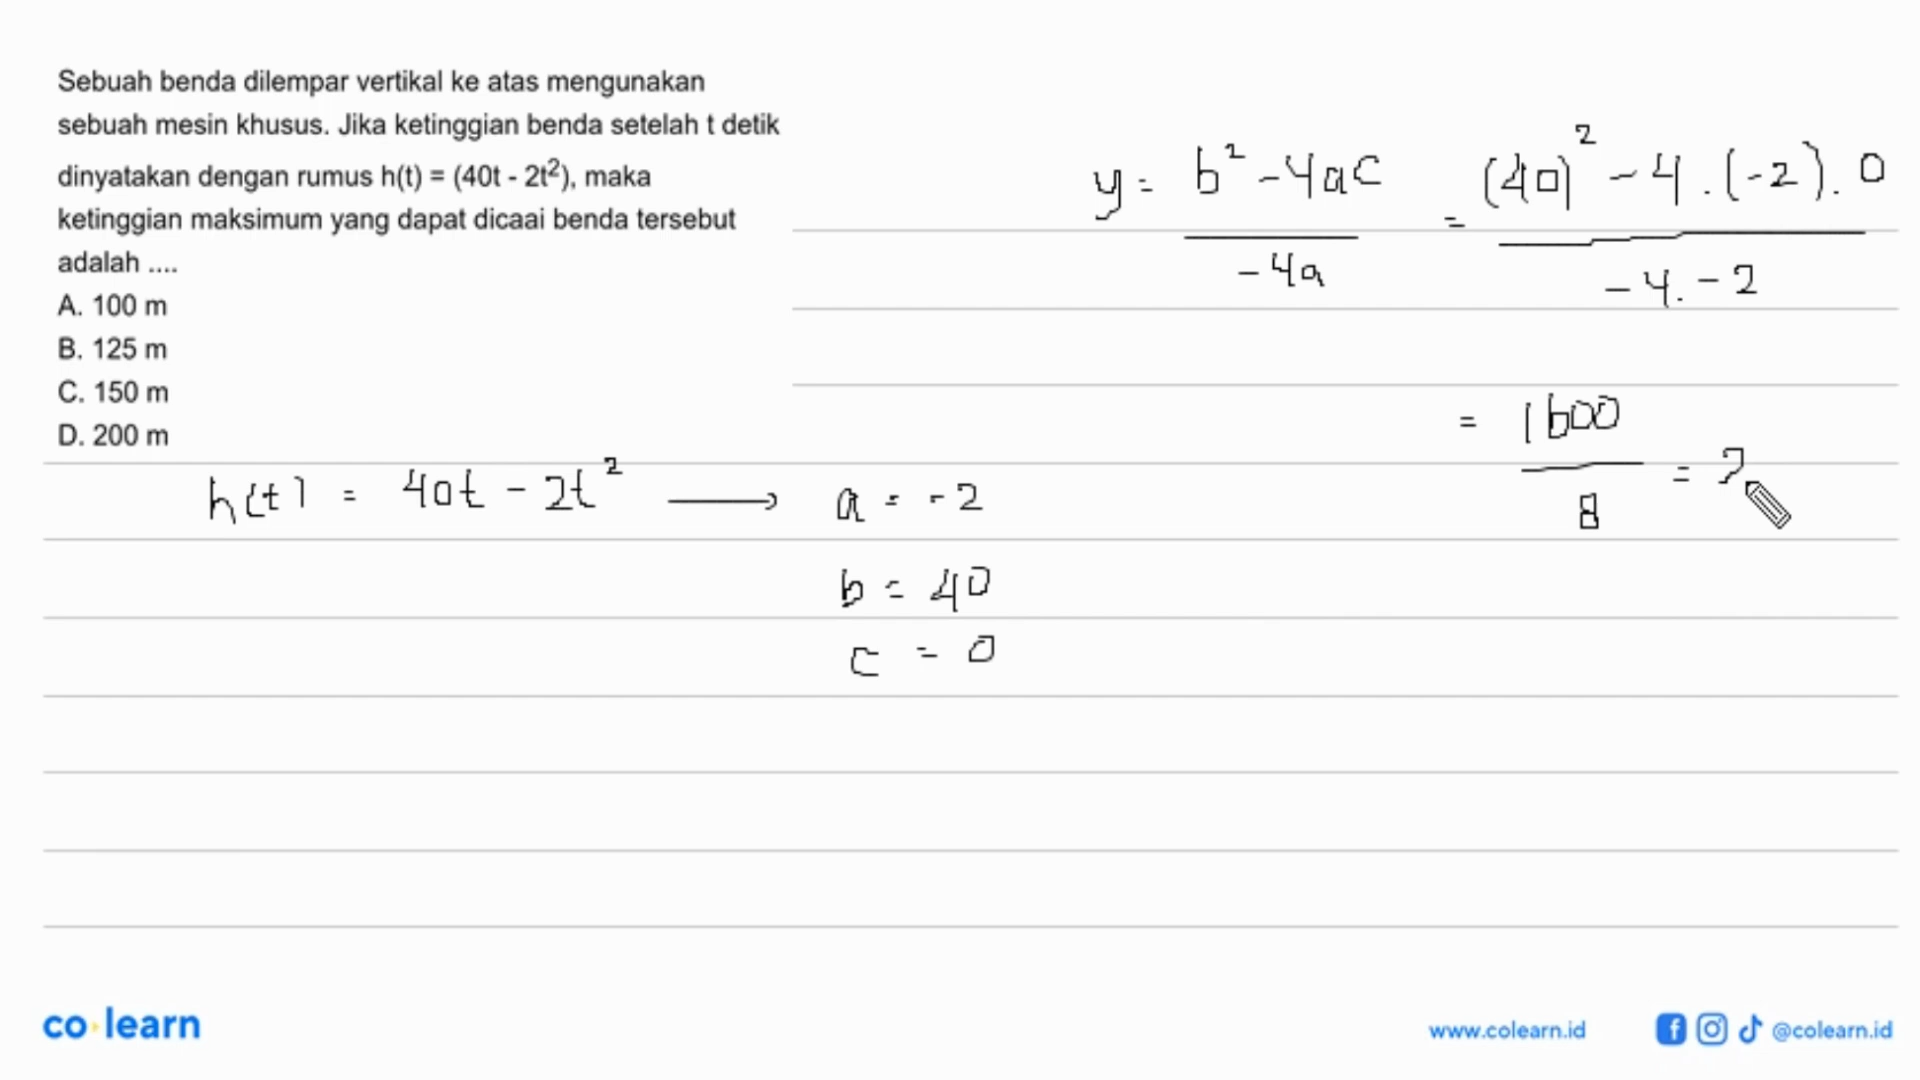 Sebuah benda dilempar vertikal ke atas mengunakan
sebuah mesin khusus. Jika ketinggian benda setelah t detik
dinyatakan dengan rumus h(t) = (40t - 2t²), maka
ketinggian maksimum yang dapat dicaai benda tersebut
adalah ....
A. 100 m
B. 125 m
C. 150 m
D. 200 m
h(t) = 40t - 2t² → a = -2
b = 40
c = 0
y = b² - 4ac / -4a = (40)² - 4 . (-2) . 0 / -4 . -2
= 1600 / 8 = 2
co learn
www.colearn.id
@colearn.id